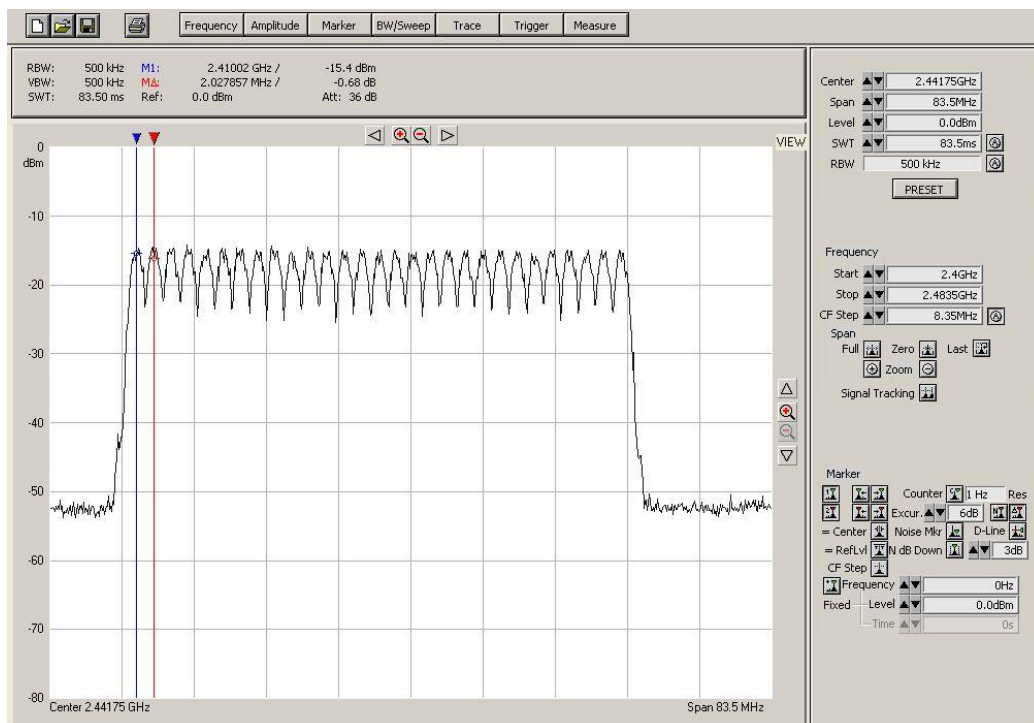 Frequency Amplitude Marker BW/Sweep Trace Trigger Measure
RBW: 500 kHz M1: 2.41002 GHz / -15.4 dBm
VBW: 500 kHz MΔ: 2.027857 MHz / -0.68 dB
SWT: 83.50 ms Ref: 0.0 dBm Att: 36 dB
VIEW
0
dBm
-10
-20
-30
-40
-50
-60
-70
-80
Center 2.44175 GHz Span 83.5 MHz
Center 2.44175GHz
Span 83.5MHz
Level 0.0dBm
SWT 83.5ms
RBW 500 kHz
PRESET
Frequency
Start 2.4GHz
Stop 2.4835GHz
CF Step 8.35MHz
Span
Full Zero Last
Zoom
Signal Tracking
Marker
Counter 1 Hz Res
Excur. 6dB
= Center Noise Mkr D-Line
= RefLvl N dB Down 3dB
CF Step
Frequency 0Hz
Fixed Level 0.0dBm
Time 0s